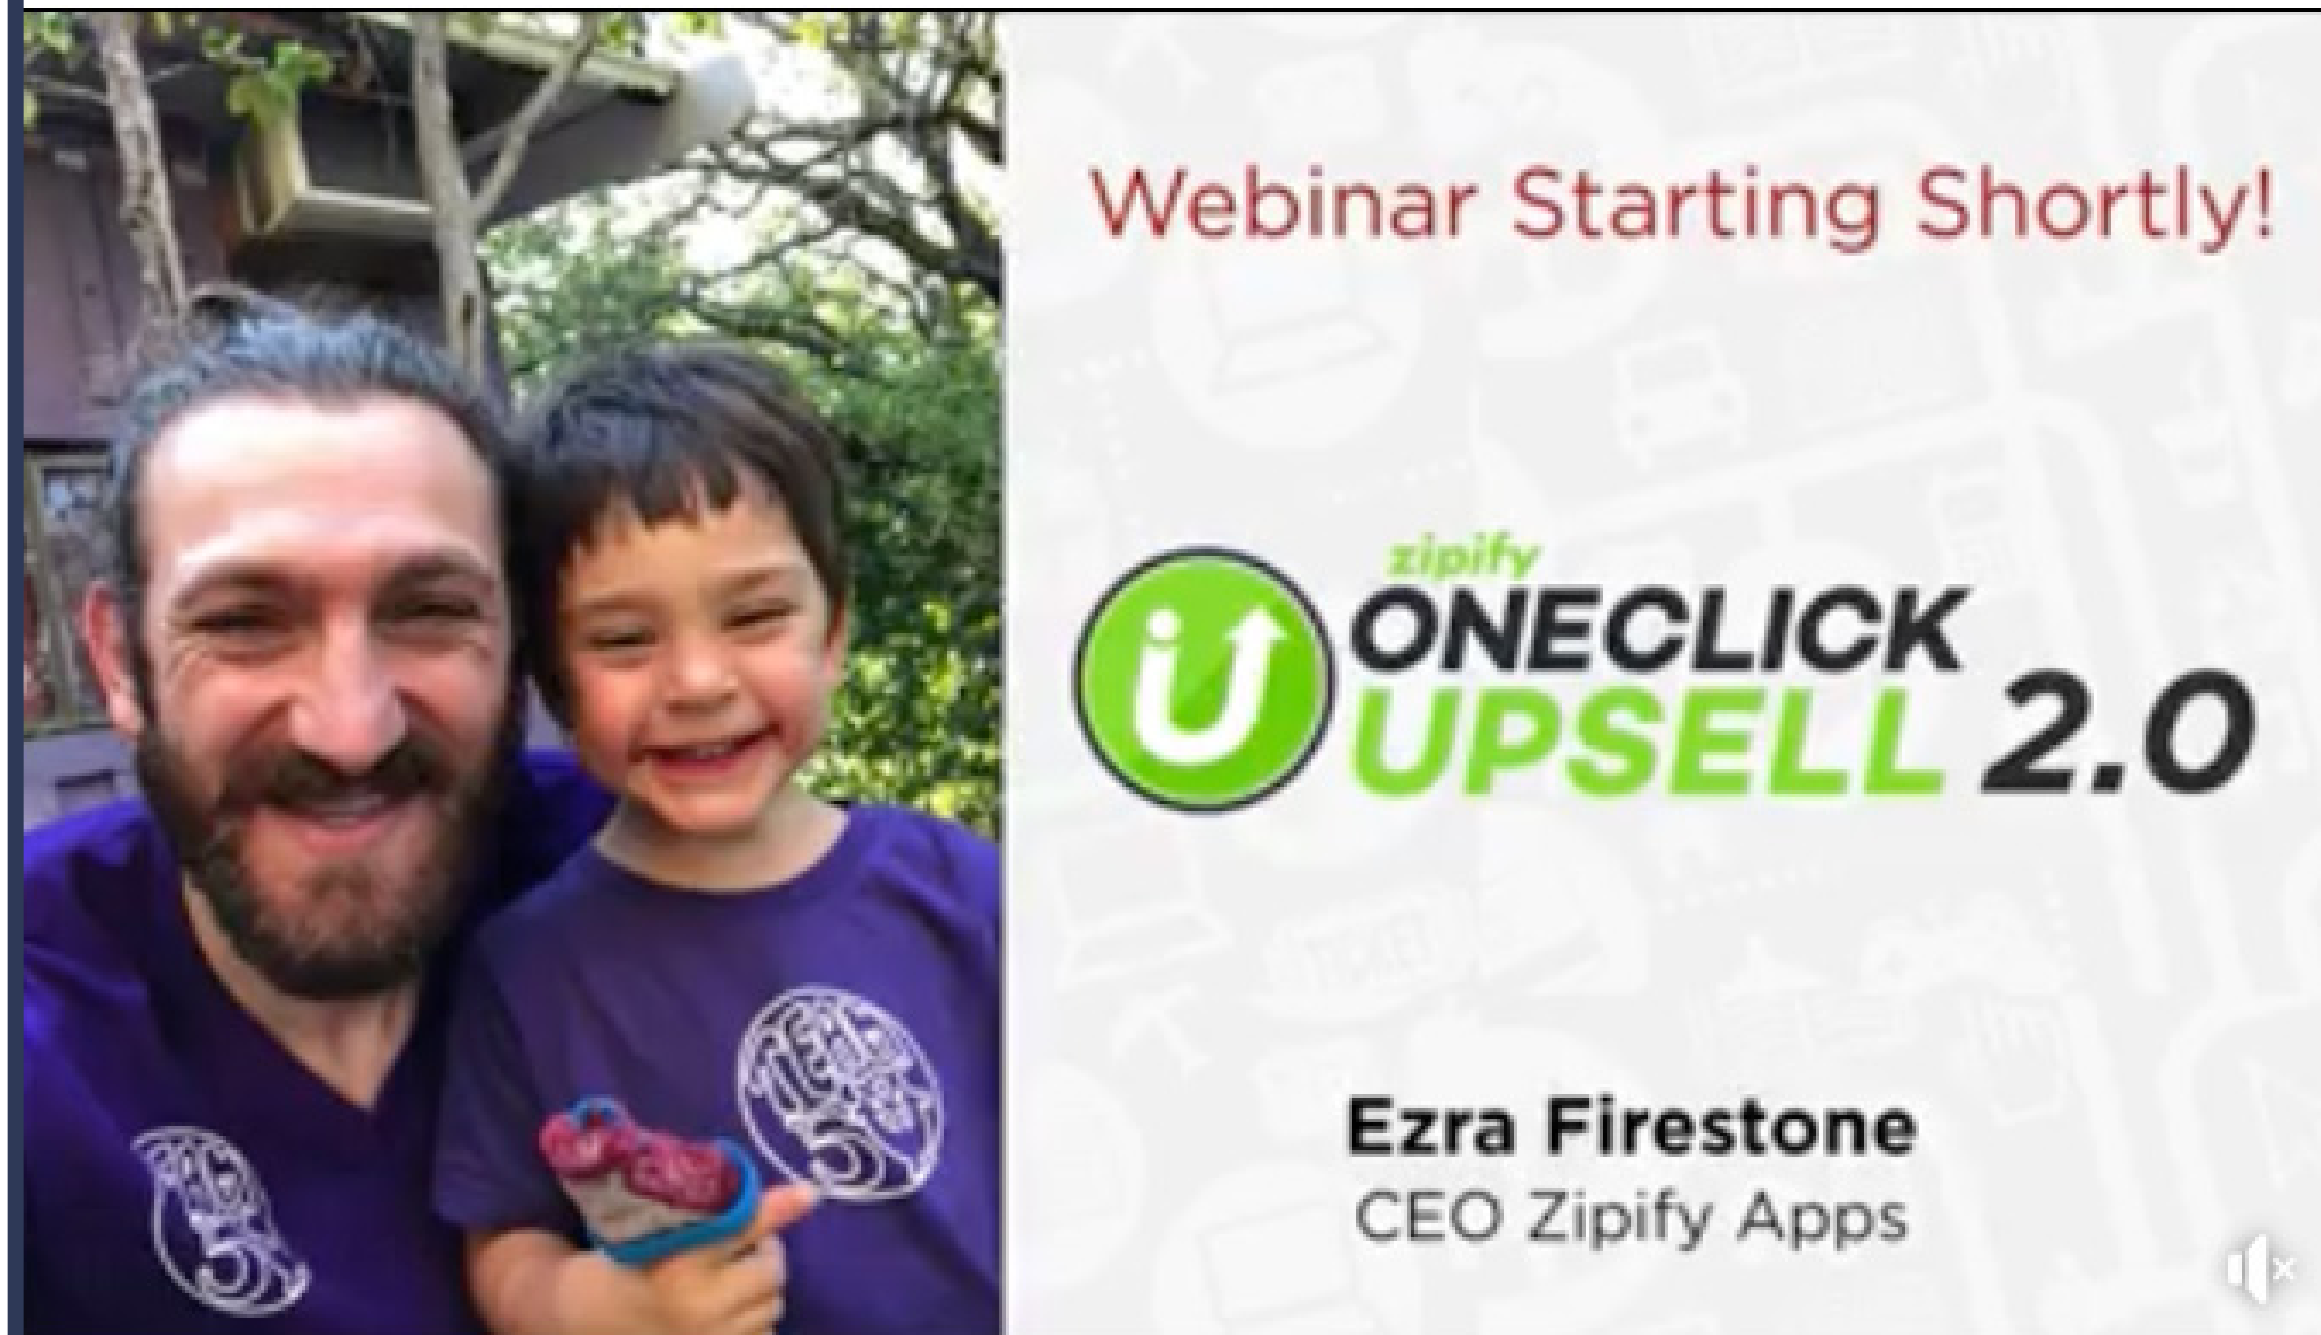 Webinar Starting Shortly!
zipify
ONECLICK
UPSELL 2.0
Ezra Firestone
CEO Zipify Apps